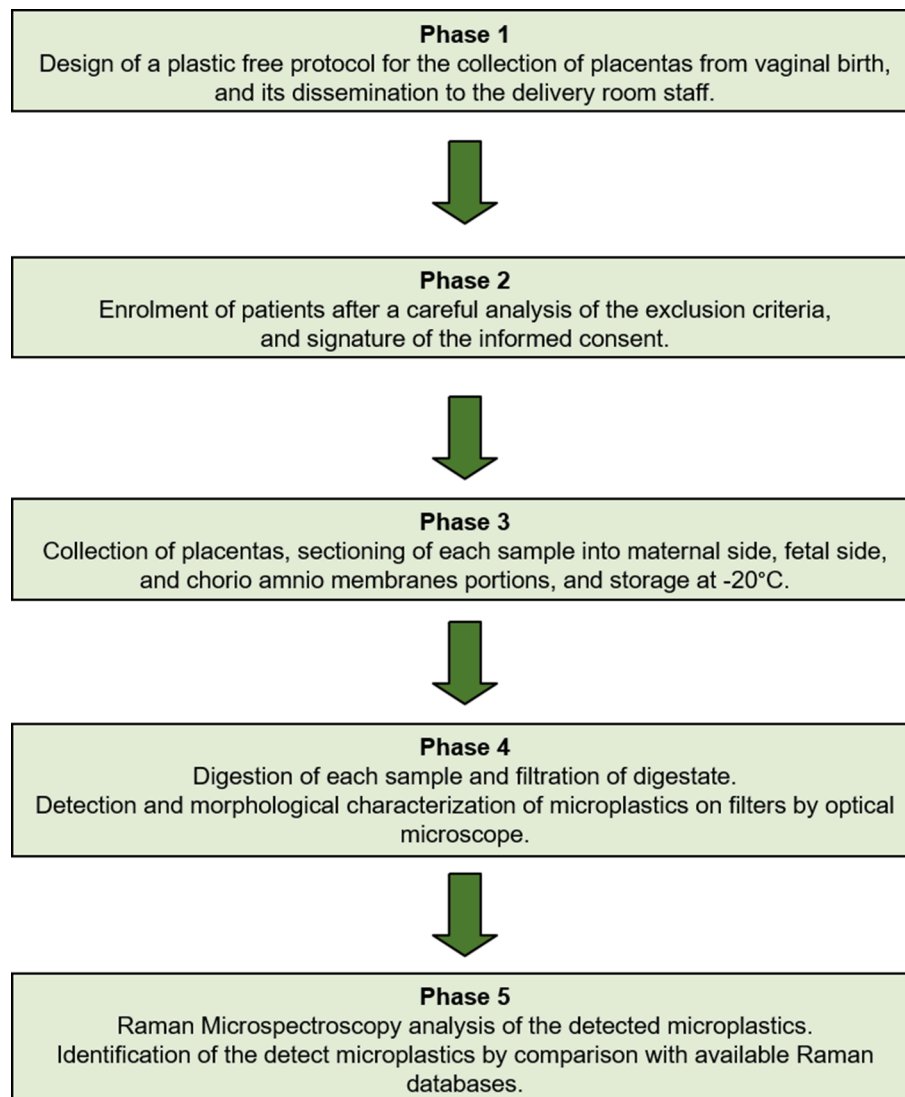 Phase 1
Design of a plastic free protocol for the collection of placentas from vaginal birth,
and its dissemination to the delivery room staff.
Phase 2
Enrolment of patients after a careful analysis of the exclusion criteria,
and signature of the informed consent.
Phase 3
Collection of placentas, sectioning of each sample into maternal side, fetal side,
and chorio amnio membranes portions, and storage at -20°C.
Phase 4
Digestion of each sample and filtration of digestate.
Detection and morphological characterization of microplastics on filters by optical
microscope.
Phase 5
Raman Microspectroscopy analysis of the detected microplastics.
Identification of the detect microplastics by comparison with available Raman
databases.